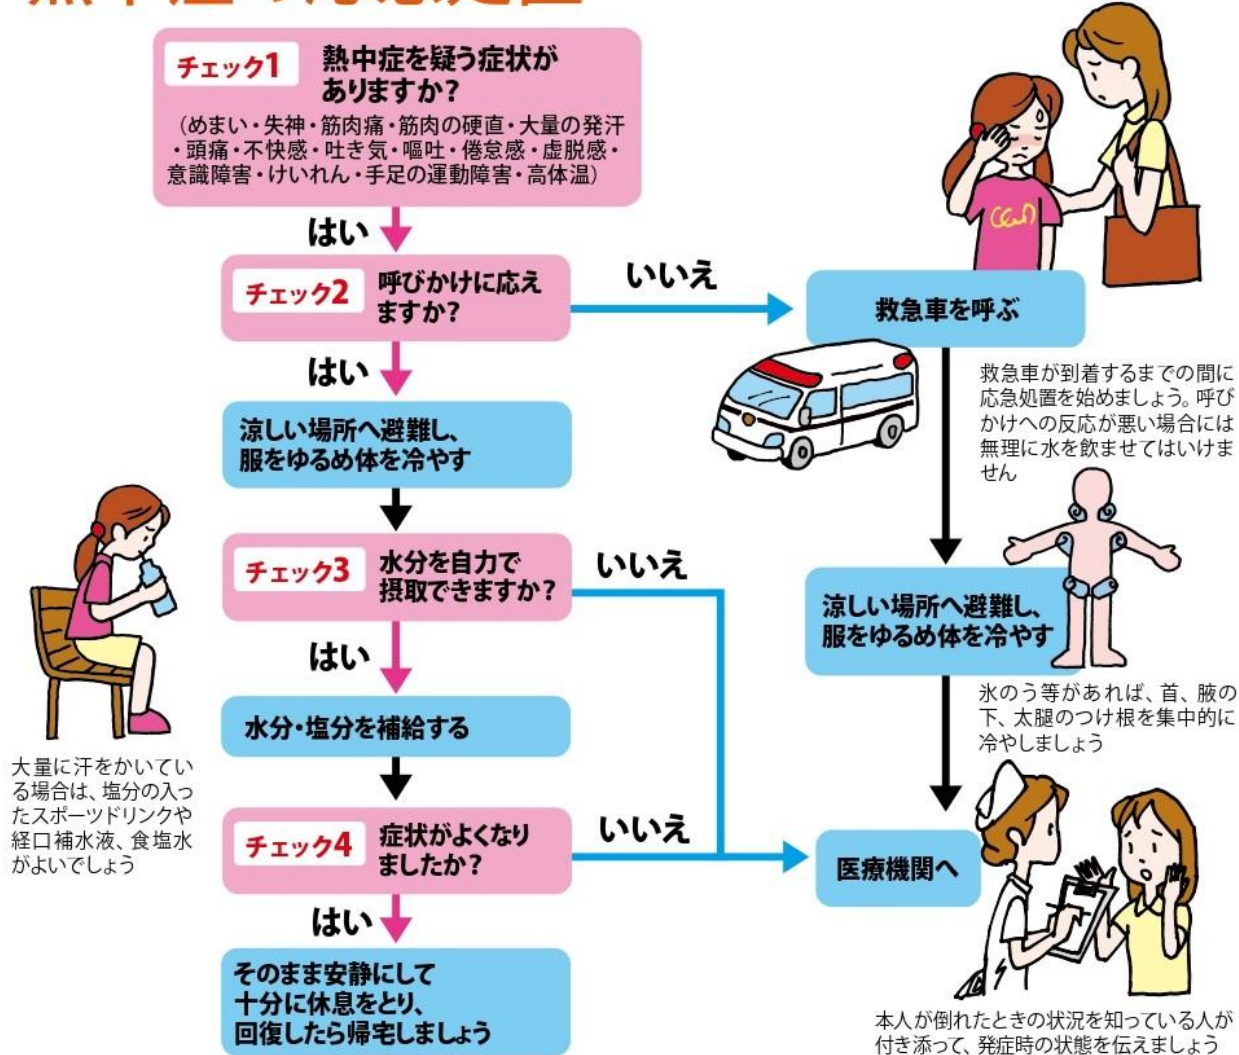 熱中症の応急処置
チェック1
熱中症を疑う症状が
ありますか?
(めまい・失神・筋肉痛・筋肉の硬直・大量の発汗
・頭痛・不快感・吐き気・嘔吐・倦怠感・虚脱感・
意識障害・けいれん・手足の運動障害・高体温)
はい
チェック2
呼びかけに応え
ますか?
いいえ
救急車を呼ぶ
救急車が到着するまでの間に
応急処置を始めましょう。呼び
かけへの反応が悪い場合には
無理に水を飲ませてはいけま
せん
はい
涼しい場所へ避難し、
服をゆるめ体を冷やす
チェック3
水分を自力で
摂取できますか?
いいえ
涼しい場所へ避難し、
服をゆるめ体を冷やす
氷のう等があれば、首、腋の
下、太腿のつけ根を集中的に
冷やしましょう
はい
水分・塩分を補給する
大量に汗をかいてい
る場合は、塩分の入っ
たスポーツドリンクや
経口補水液、食塩水
がよいでしょう
チェック4
症状がよくなり
ましたか?
いいえ
医療機関へ
はい
そのまま安静にして
十分に休息をとり、
回復したら帰宅しましょう
本人が倒れたときの状況を知っている人が
付き添って、発症時の状態を伝えましょう